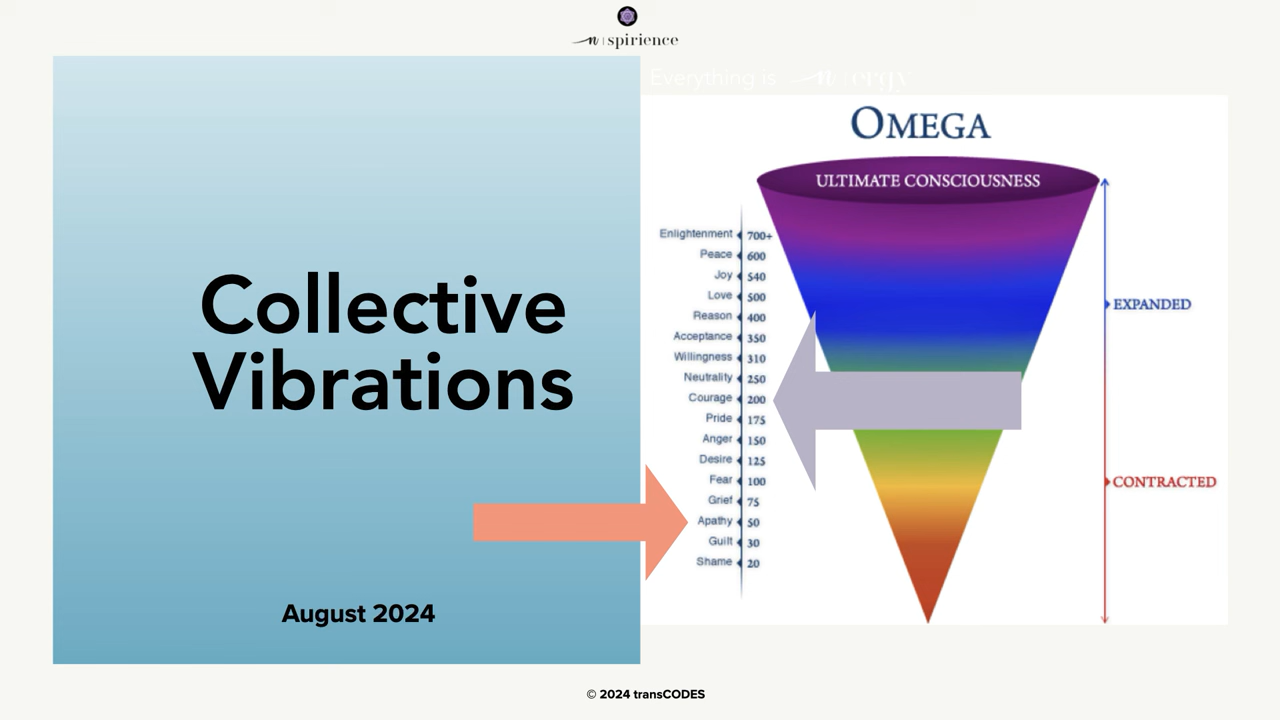 n|spirience
Everything is n|ergy
OMEGA
ULTIMATE CONSCIOUSNESS
Enlightenment 700+
Peace 600
Joy 540
Love 500
Reason 400
Acceptance 350
Willingness 310
Neutrality 250
Courage 200
Pride 175
Anger 150
Desire 125
Fear 100
Grief 75
Apathy 50
Guilt 30
Shame 20
EXPANDED
CONTRACTED
Collective
Vibrations
August 2024
© 2024 transCODES